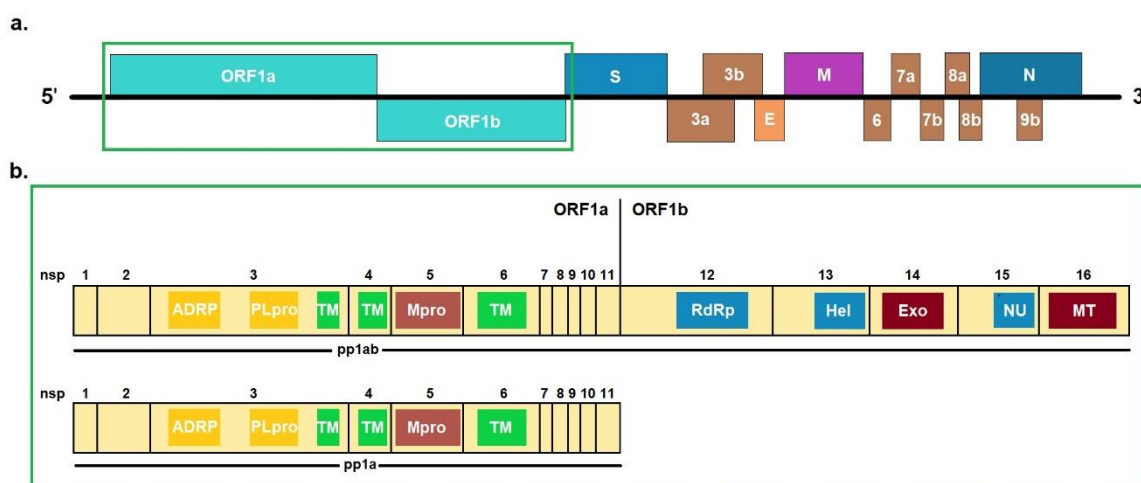 a.
ORF1a S 3b M 7a 8a N
5' 3
ORF1b 3a E 6 7b 8b 9b
b.
ORF1a ORF1b
nsp 1 2 3 4 5 6 7 8 9 10 11 12 13 14 15 16
ADRP PLpro TM TM Mpro TM RdRp Hel Exo NU MT
pp1ab
nsp 1 2 3 4 5 6 7 8 9 10 11
ADRP PLpro TM TM Mpro TM
pp1a